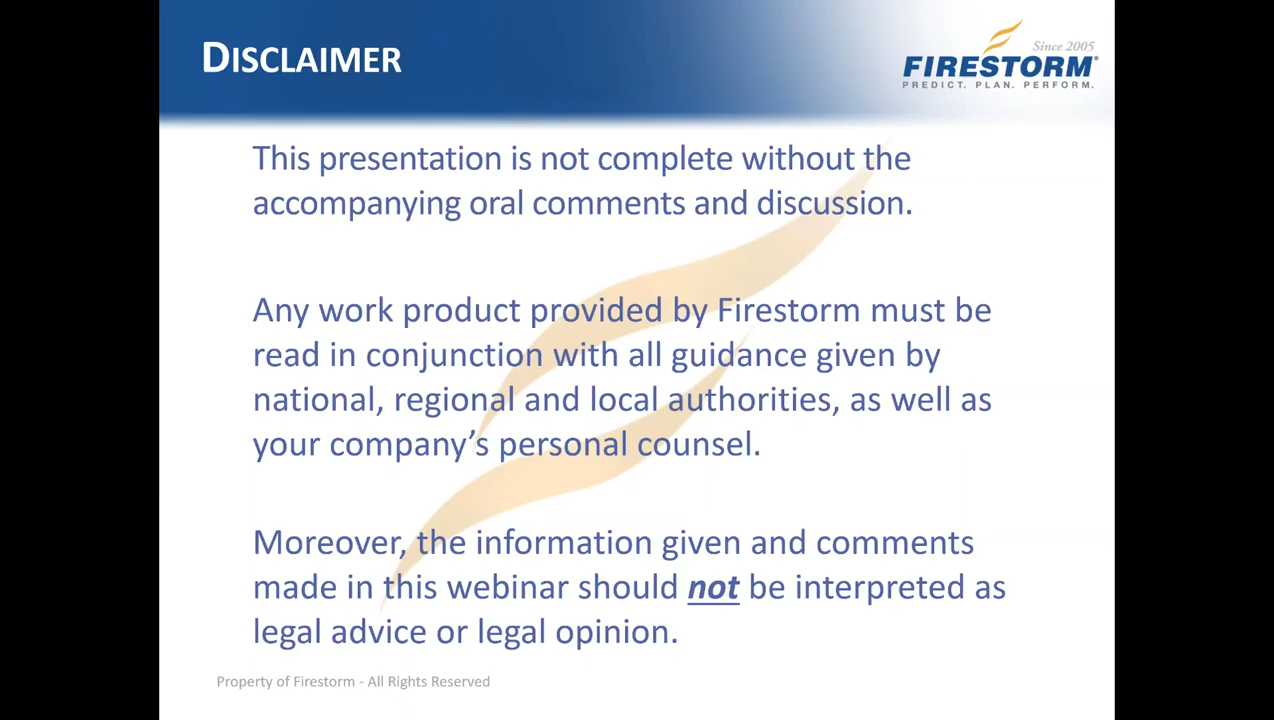 DISCLAIMER
Since 2005
FIRESTORM®
PREDICT. PLAN. PERFORM.
This presentation is not complete without the
accompanying oral comments and discussion.
Any work product provided by Firestorm must be
read in conjunction with all guidance given by
national, regional and local authorities, as well as
your company’s personal counsel.
Moreover, the information given and comments
made in this webinar should not be interpreted as
legal advice or legal opinion.
Property of Firestorm - All Rights Reserved